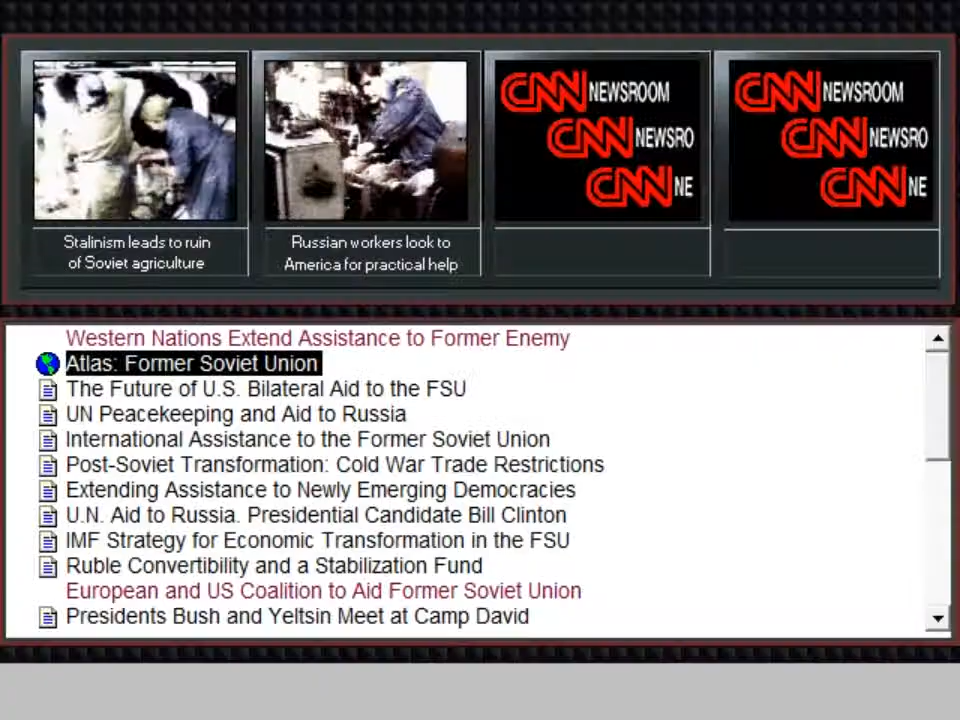 CNN NEWSROOM
CNN NEWSRO
CNN NE
CNN NEWSROOM
CNN NEWSRO
CNN NE
Stalinism leads to ruin
of Soviet agriculture
Russian workers look to
America for practical help
Western Nations Extend Assistance to Former Enemy
Atlas: Former Soviet Union
The Future of U.S. Bilateral Aid to the FSU
UN Peacekeeping and Aid to Russia
International Assistance to the Former Soviet Union
Post-Soviet Transformation: Cold War Trade Restrictions
Extending Assistance to Newly Emerging Democracies
U.N. Aid to Russia. Presidential Candidate Bill Clinton
IMF Strategy for Economic Transformation in the FSU
Ruble Convertibility and a Stabilization Fund
European and US Coalition to Aid Former Soviet Union
Presidents Bush and Yeltsin Meet at Camp David